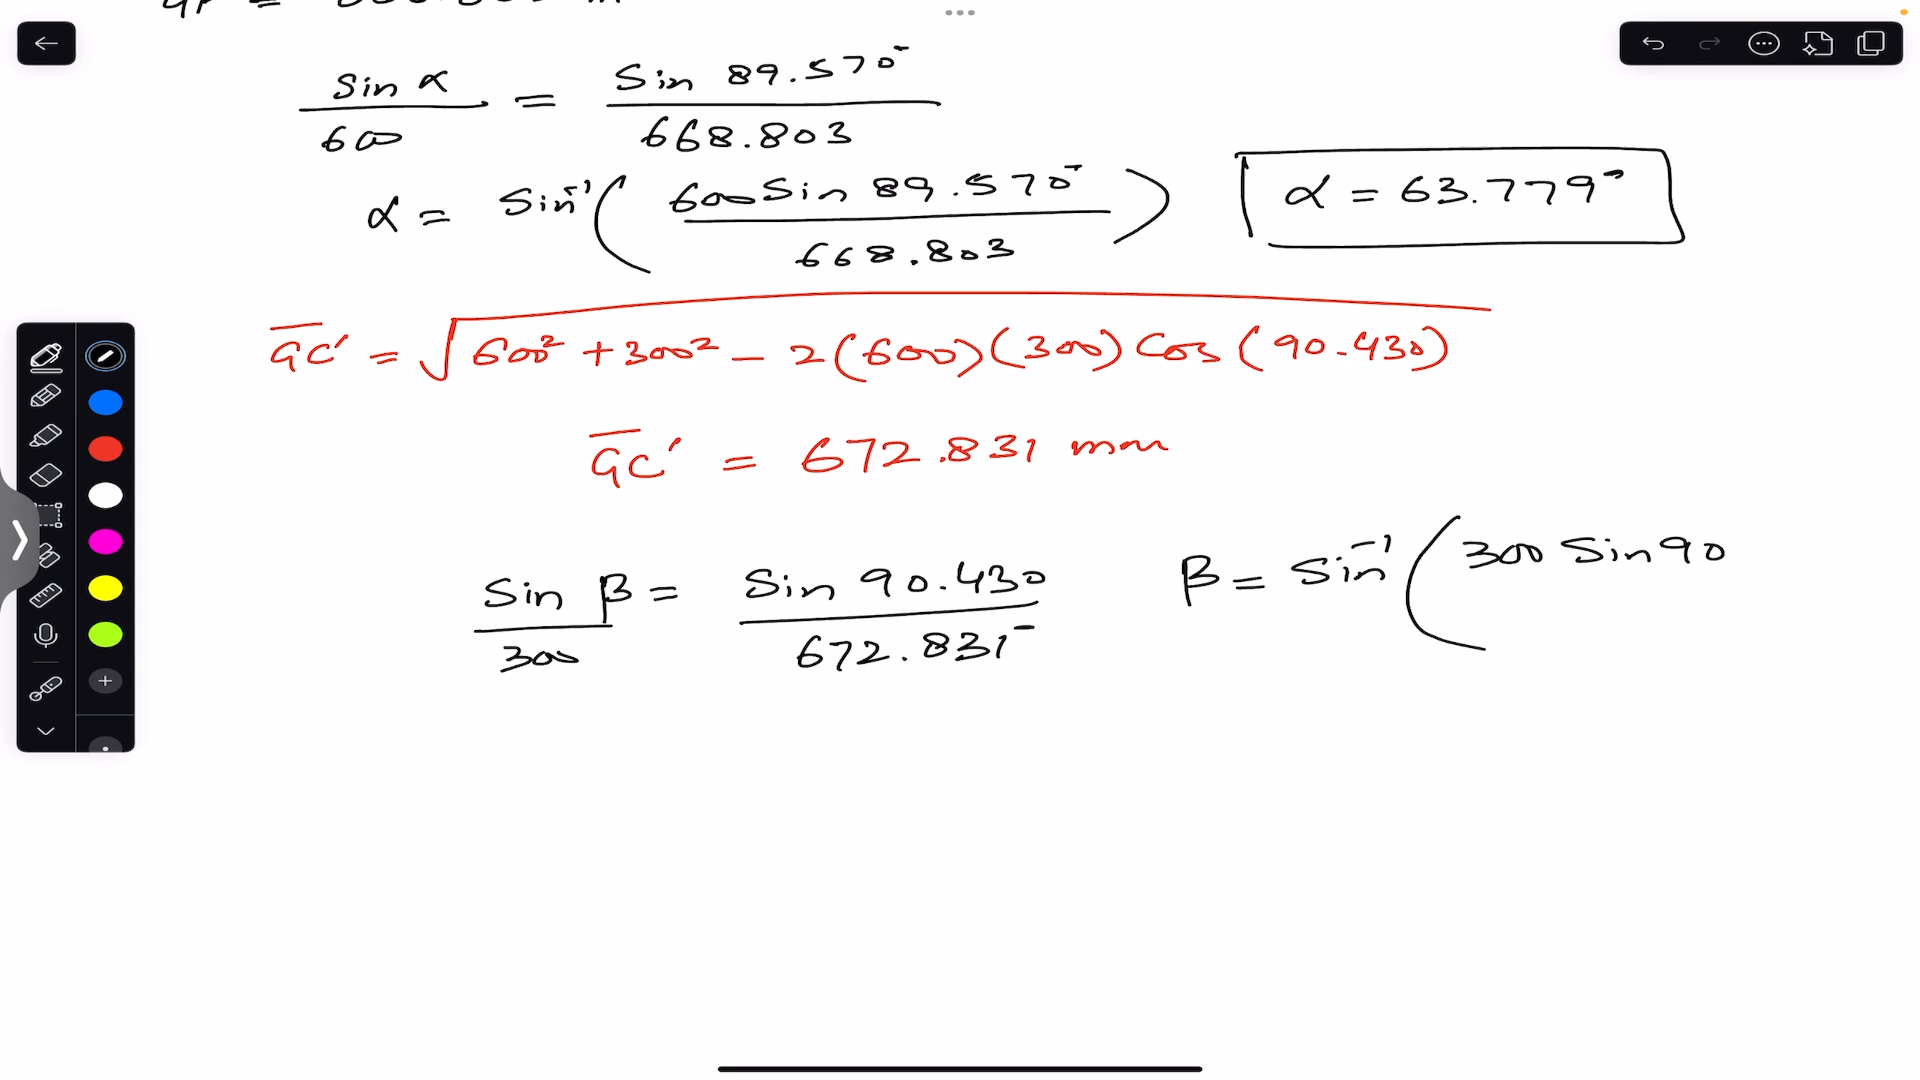 sin α / 600 = Sin 89.570° / 668.803
α = Sin⁻¹ ( 600 Sin 89.570° / 668.803 )
α = 63.779°
GC' = √ 600² + 300² - 2(600)(300) Cos (90.430)
GC' = 672.831 mm
Sin β / 300 = Sin 90.430 / 672.831
β = Sin⁻¹ ( 300 Sin 90